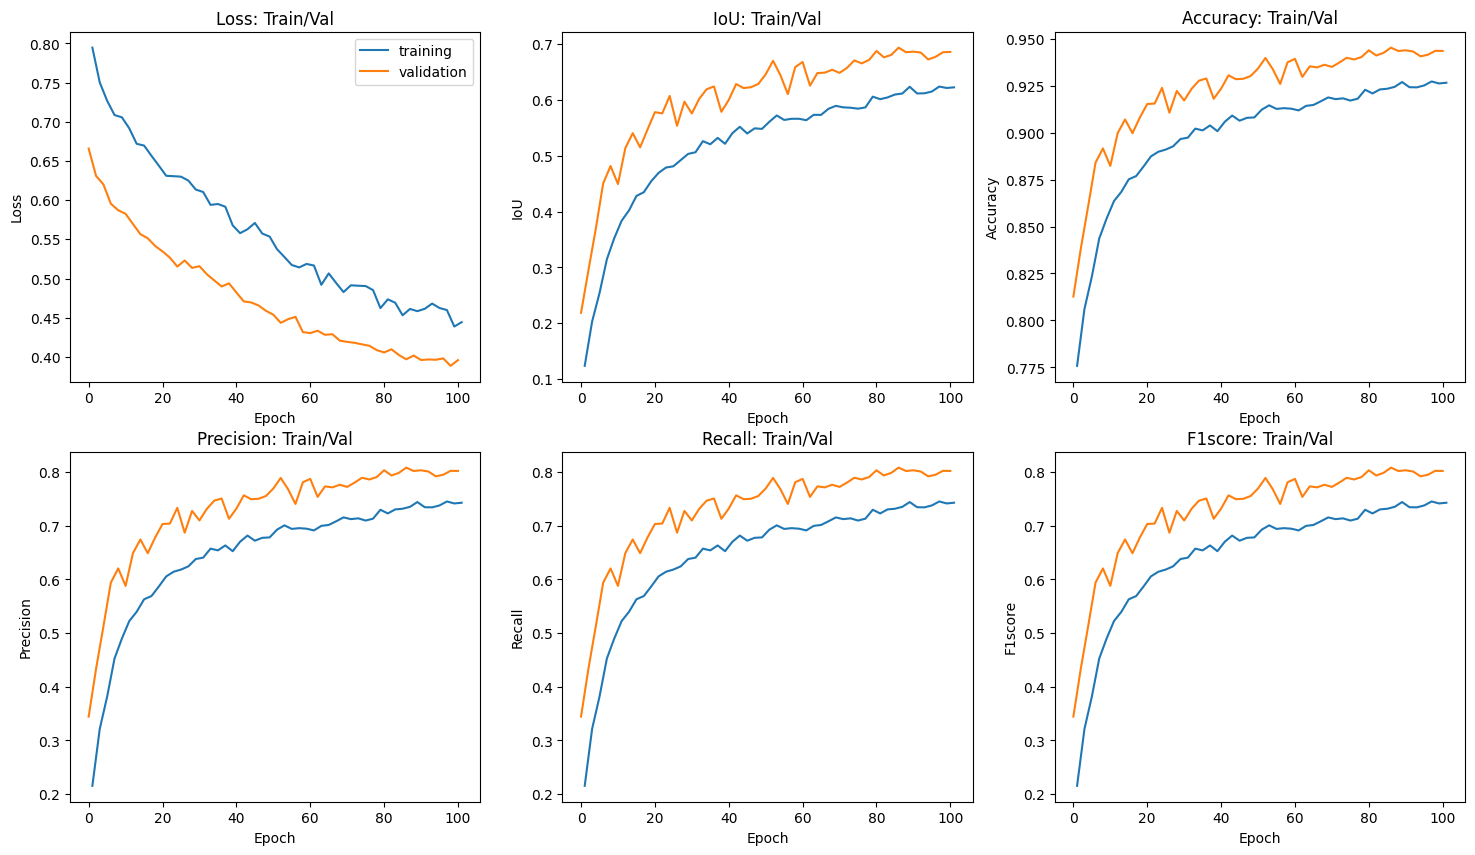 Loss: Train/Val
0.80
0.75
0.70
0.65
0.60
0.55
0.50
0.45
0.40
Loss
0 20 40 60 80 100
Epoch
training
validation
IoU: Train/Val
0.7
0.6
0.5
0.4
0.3
0.2
0.1
IoU
0 20 40 60 80 100
Epoch
Accuracy: Train/Val
0.950
0.925
0.900
0.875
0.850
0.825
0.800
0.775
Accuracy
0 20 40 60 80 100
Epoch
Precision: Train/Val
0.8
0.7
0.6
0.5
0.4
0.3
0.2
Precision
0 20 40 60 80 100
Epoch
Recall: Train/Val
0.8
0.7
0.6
0.5
0.4
0.3
0.2
Recall
0 20 40 60 80 100
Epoch
F1score: Train/Val
0.8
0.7
0.6
0.5
0.4
0.3
0.2
F1score
0 20 40 60 80 100
Epoch